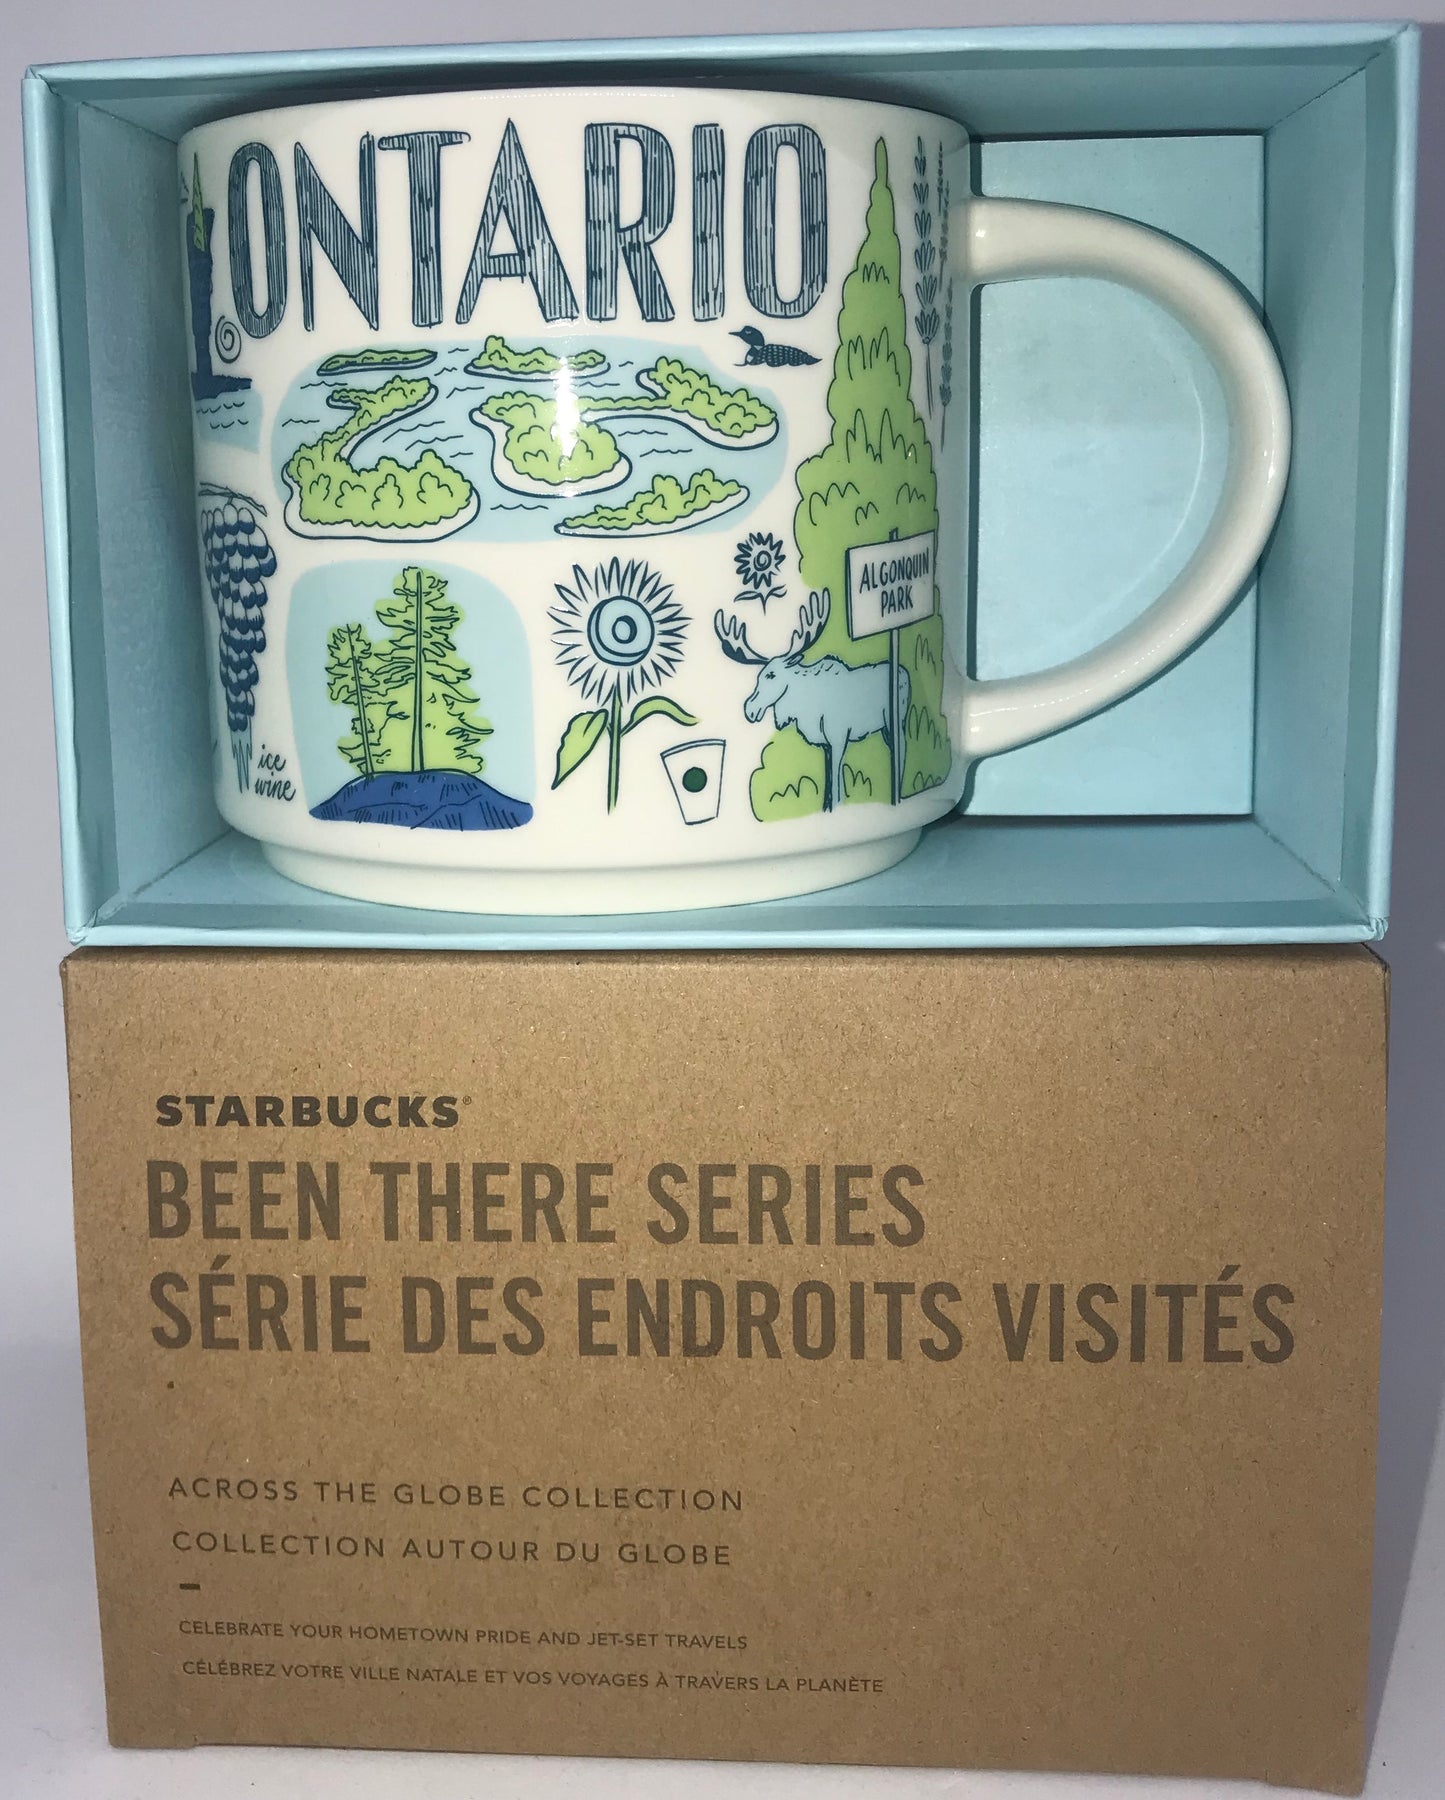 ONTARIO
ALGONQUIN
PARK
ice
wine
STARBUCKS®
BEEN THERE SERIES
SÉRIE DES ENDROITS VISITÉS
ACROSS THE GLOBE COLLECTION
COLLECTION AUTOUR DU GLOBE
CELEBRATE YOUR HOMETOWN PRIDE AND JET-SET TRAVELS
CÉLÉBREZ VOTRE VILLE NATALE ET VOS VOYAGES À TRAVERS LA PLANÈTE